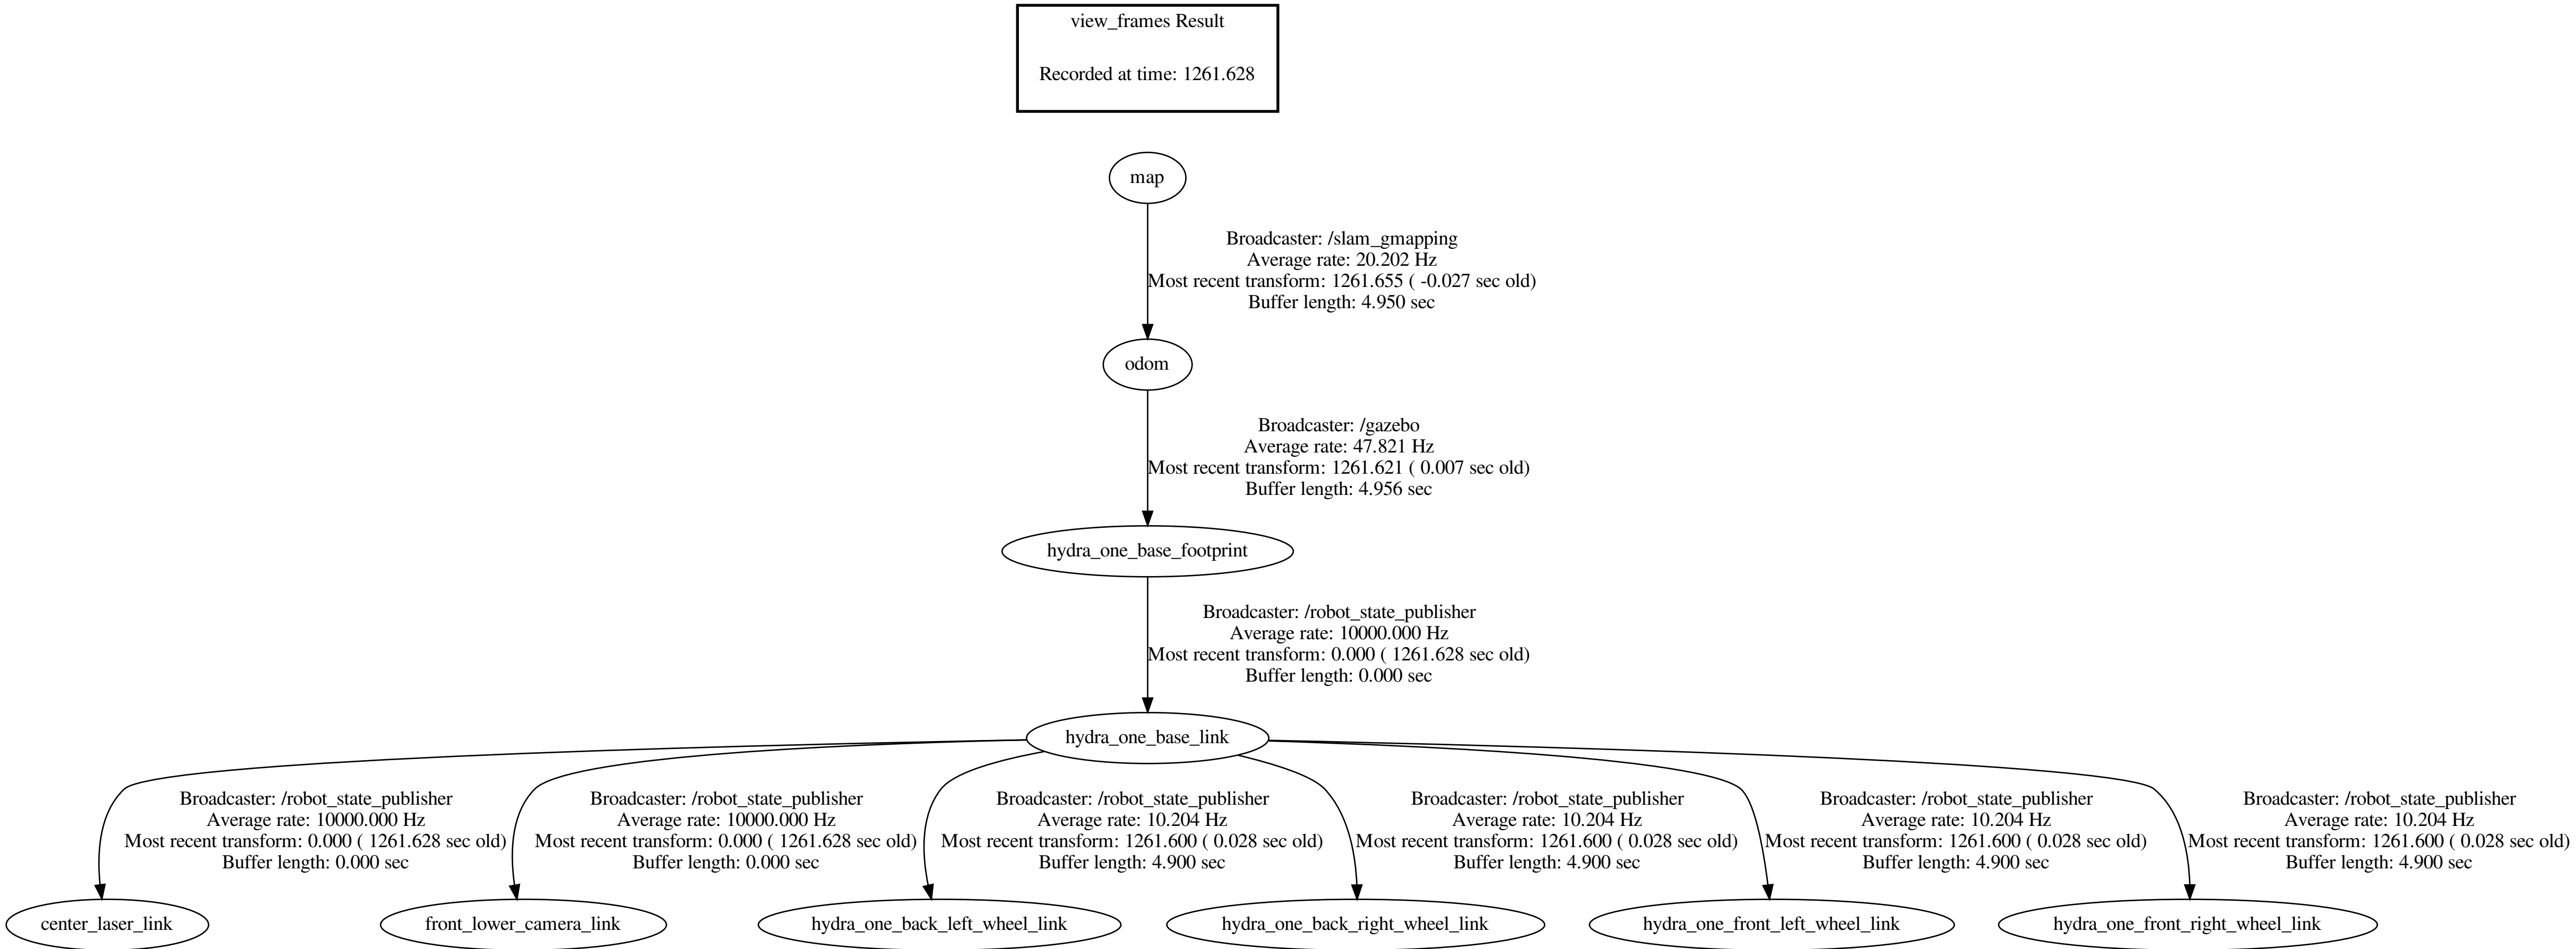 view_frames Result
Recorded at time: 1261.628
map
Broadcaster: /slam_gmapping
Average rate: 20.202 Hz
Most recent transform: 1261.655 ( -0.027 sec old)
Buffer length: 4.950 sec
odom
Broadcaster: /gazebo
Average rate: 47.821 Hz
Most recent transform: 1261.621 ( 0.007 sec old)
Buffer length: 4.956 sec
hydra_one_base_footprint
Broadcaster: /robot_state_publisher
Average rate: 10000.000 Hz
Most recent transform: 0.000 ( 1261.628 sec old)
Buffer length: 0.000 sec
hydra_one_base_link
Broadcaster: /robot_state_publisher
Average rate: 10000.000 Hz
Most recent transform: 0.000 ( 1261.628 sec old)
Buffer length: 0.000 sec
Broadcaster: /robot_state_publisher
Average rate: 10000.000 Hz
Most recent transform: 0.000 ( 1261.628 sec old)
Buffer length: 0.000 sec
Broadcaster: /robot_state_publisher
Average rate: 10.204 Hz
Most recent transform: 1261.600 ( 0.028 sec old)
Buffer length: 4.900 sec
Broadcaster: /robot_state_publisher
Average rate: 10.204 Hz
Most recent transform: 1261.600 ( 0.028 sec old)
Buffer length: 4.900 sec
Broadcaster: /robot_state_publisher
Average rate: 10.204 Hz
Most recent transform: 1261.600 ( 0.028 sec old)
Buffer length: 4.900 sec
Broadcaster: /robot_state_publisher
Average rate: 10.204 Hz
Most recent transform: 1261.600 ( 0.028 sec old)
Buffer length: 4.900 sec
center_laser_link
front_lower_camera_link
hydra_one_back_left_wheel_link
hydra_one_back_right_wheel_link
hydra_one_front_left_wheel_link
hydra_one_front_right_wheel_link